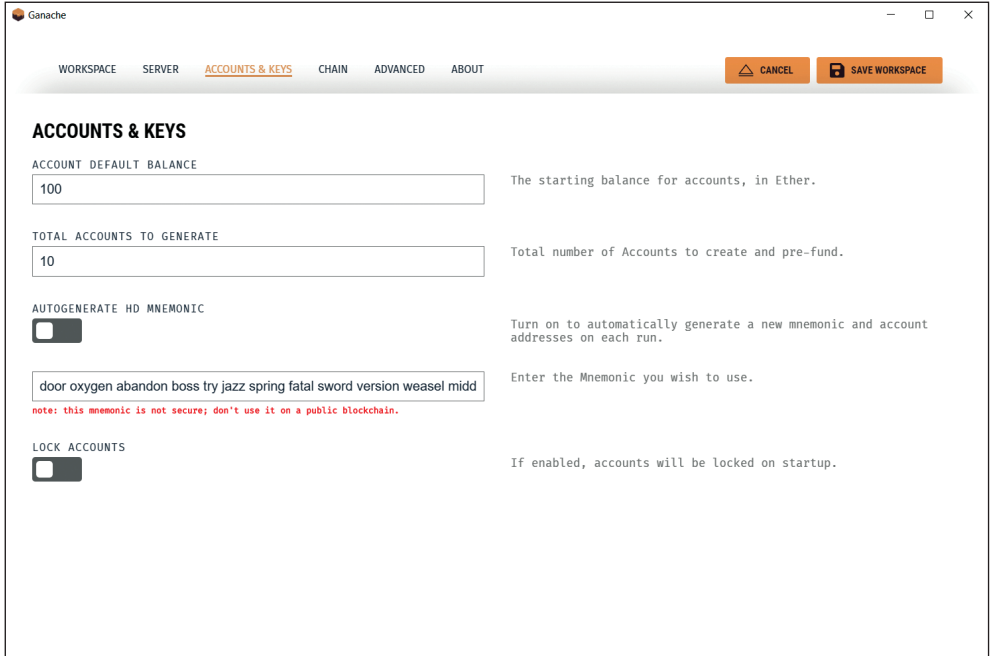 Ganache
WORKSPACE SERVER ACCOUNTS & KEYS CHAIN ADVANCED ABOUT
CANCEL SAVE WORKSPACE
ACCOUNTS & KEYS
ACCOUNT DEFAULT BALANCE
100
The starting balance for accounts, in Ether.
TOTAL ACCOUNTS TO GENERATE
10
Total number of Accounts to create and pre-fund.
AUTOGENERATE HD MNEMONIC
Turn on to automatically generate a new mnemonic and account
addresses on each run.
door oxygen abandon boss try jazz spring fatal sword version weasel midd
Enter the Mnemonic you wish to use.
note: this mnemonic is not secure; don't use it on a public blockchain.
LOCK ACCOUNTS
If enabled, accounts will be locked on startup.